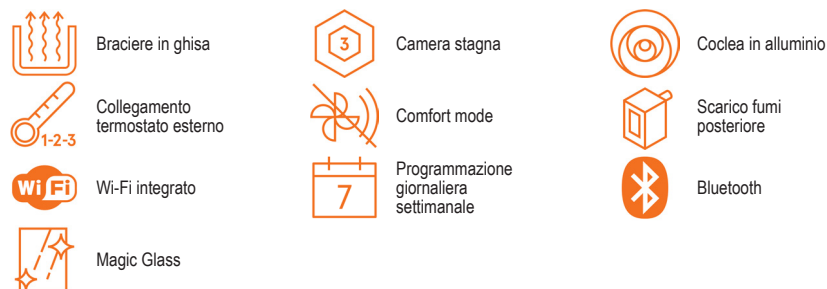 Braciere in ghisa
3
Camera stagna
Coclea in alluminio
1-2-3
Collegamento
termostato esterno
Comfort mode
Scarico fumi
posteriore
Wi Fi
Wi-Fi integrato
7
Programmazione
giornaliera
settimanale
Bluetooth
Magic Glass